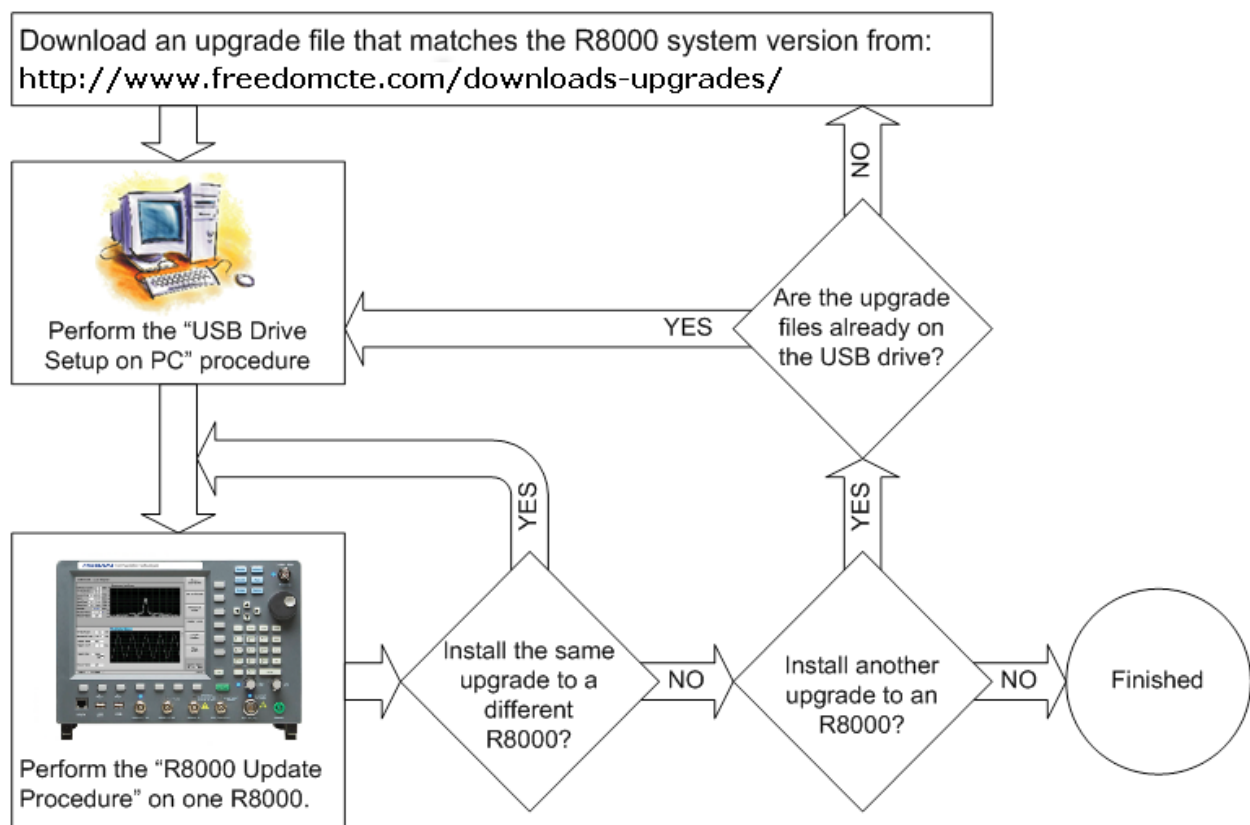 Download an upgrade file that matches the R8000 system version from:
http://www.freedomcte.com/downloads-upgrades/
NO
Perform the “USB Drive
Setup on PC” procedure
YES
Are the upgrade
files already on
the USB drive?
YES
YES
Perform the “R8000 Update
Procedure” on one R8000.
Install the same
upgrade to a
different
R8000?
NO
Install another
upgrade to an
R8000?
NO
Finished